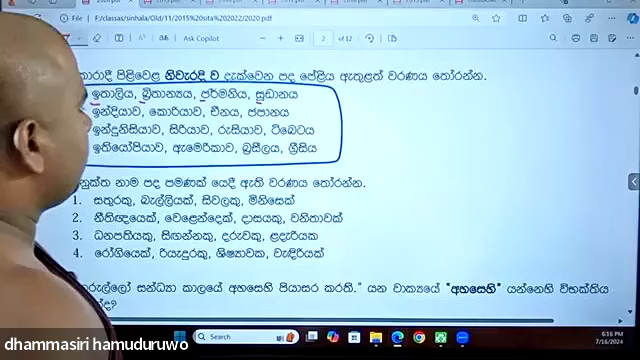 File F:/classas/sinhala/Old/11/2015%20sita%202022/2020.pdf
Ask Copilot 2 of 12
පිළිවෙළ නිවැරදි ව දැක්වෙන පද පේළිය ඇතුළත් වරණය තෝරන්න.
ඉතාලිය, බ්‍රිතාන්‍යය, ජර්මනිය, සුඩානය
ඉන්දියාව, කොරියාව, චීනය, ජපානය
ඉන්දුනීසියාව, සිරියාව, රුසියාව, ටිබෙටය
ඉතියෝපියාව, ඇමෙරිකාව, බ්‍රසීලය, ග්‍රීසිය
නාම පද පමණක් යෙදී ඇති වරණය තෝරන්න.
1. සතුරකු, බැල්ලියක්, සිවලකු, මිනිසෙක්
2. නීතිඥයෙක්, වෙළෙන්දෙක්, දාසයකු, වනිතාවක්
3. ධනපතියකු, සිඟන්නකු, දරුවකු, ළදැරියක
4. රෝගියෙක්, රියැදුරකු, ශිෂ්‍යාවක, වැඳිරියක්
සන්ධ්‍යා කාලයේ අහසෙහි පියාසර කරති." යන වාක්‍යයේ "අහසෙහි" යන්නෙහි විභක්තිය
Search
6:16 PM
7/16/2024
dhammasiri hamuduruwo